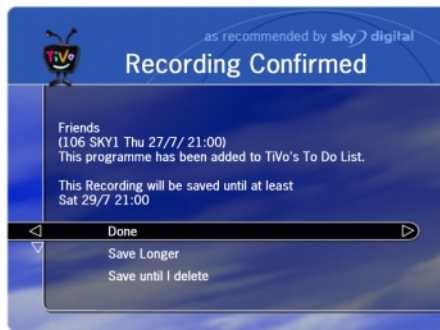 as recommended by sky digital
TiVo
Recording Confirmed
Friends
(106 SKY1 Thu 27/7/ 21:00)
This programme has been added to TiVo's To Do List.
This Recording will be saved until at least
Sat 29/7 21:00
Done
Save Longer
Save until I delete